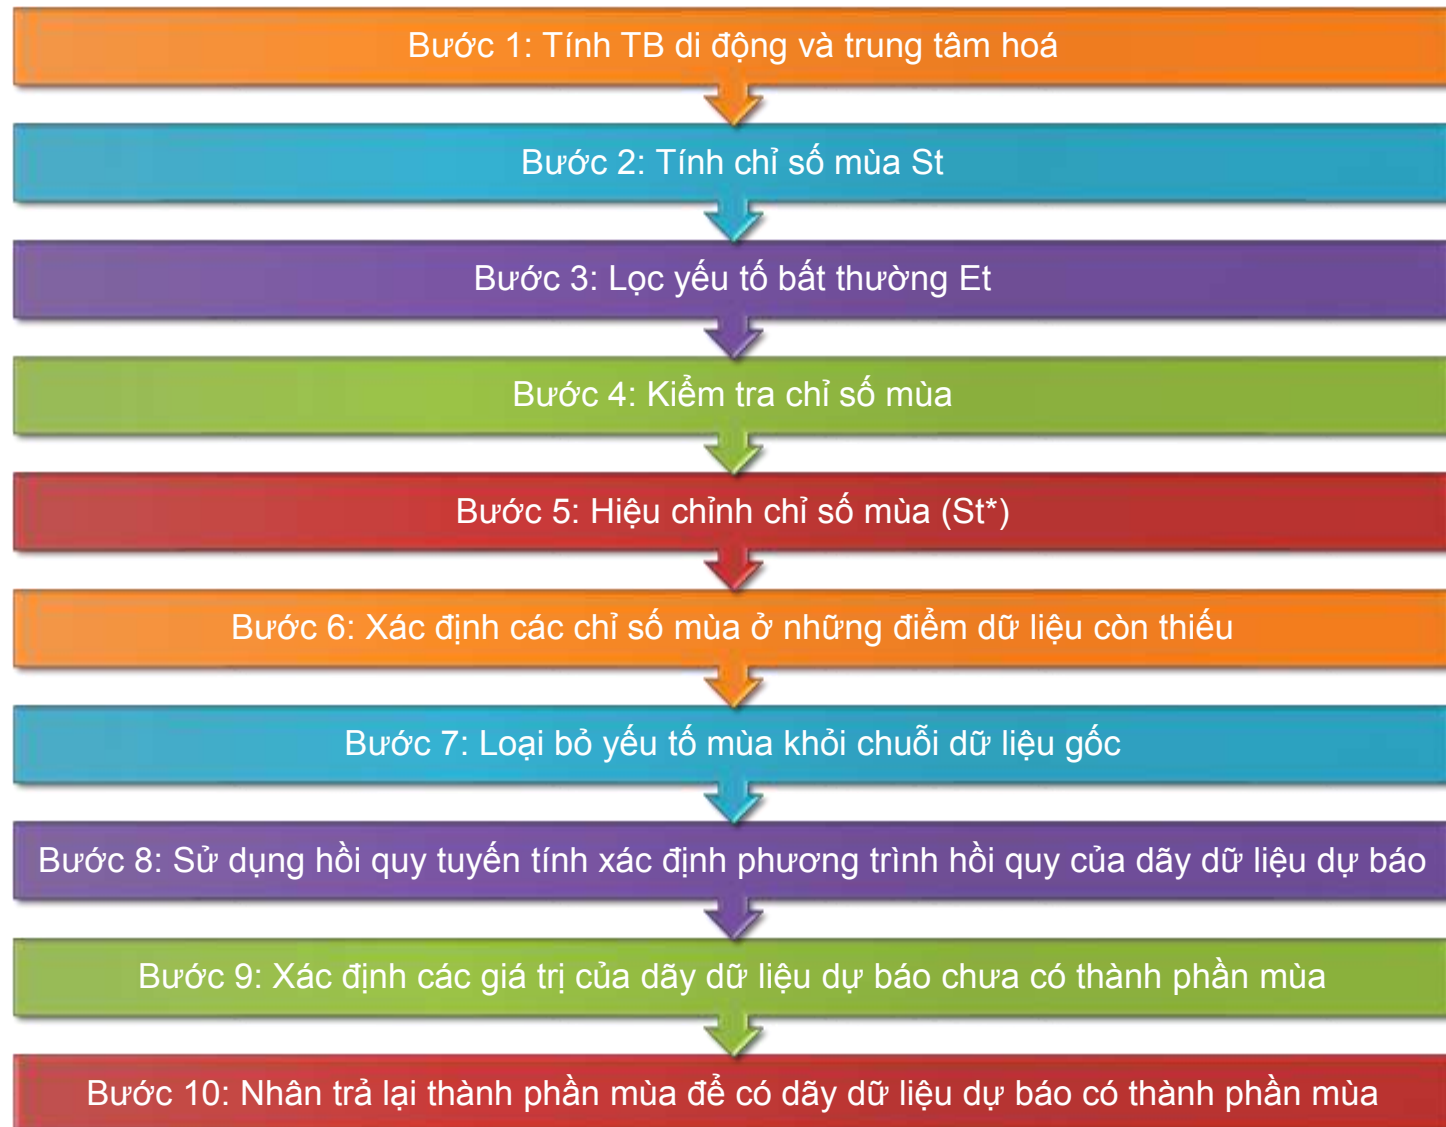 Bước 1: Tính TB di động và trung tâm hoá
Bước 2: Tính chỉ số mùa St
Bước 3: Lọc yếu tố bất thường Et
Bước 4: Kiểm tra chỉ số mùa
Bước 5: Hiệu chỉnh chỉ số mùa (St*)
Bước 6: Xác định các chỉ số mùa ở những điểm dữ liệu còn thiếu
Bước 7: Loại bỏ yếu tố mùa khỏi chuỗi dữ liệu gốc
Bước 8: Sử dụng hồi quy tuyến tính xác định phương trình hồi quy của dãy dữ liệu dự báo
Bước 9: Xác định các giá trị của dãy dữ liệu dự báo chưa có thành phần mùa
Bước 10: Nhân trả lại thành phần mùa để có dãy dữ liệu dự báo có thành phần mùa